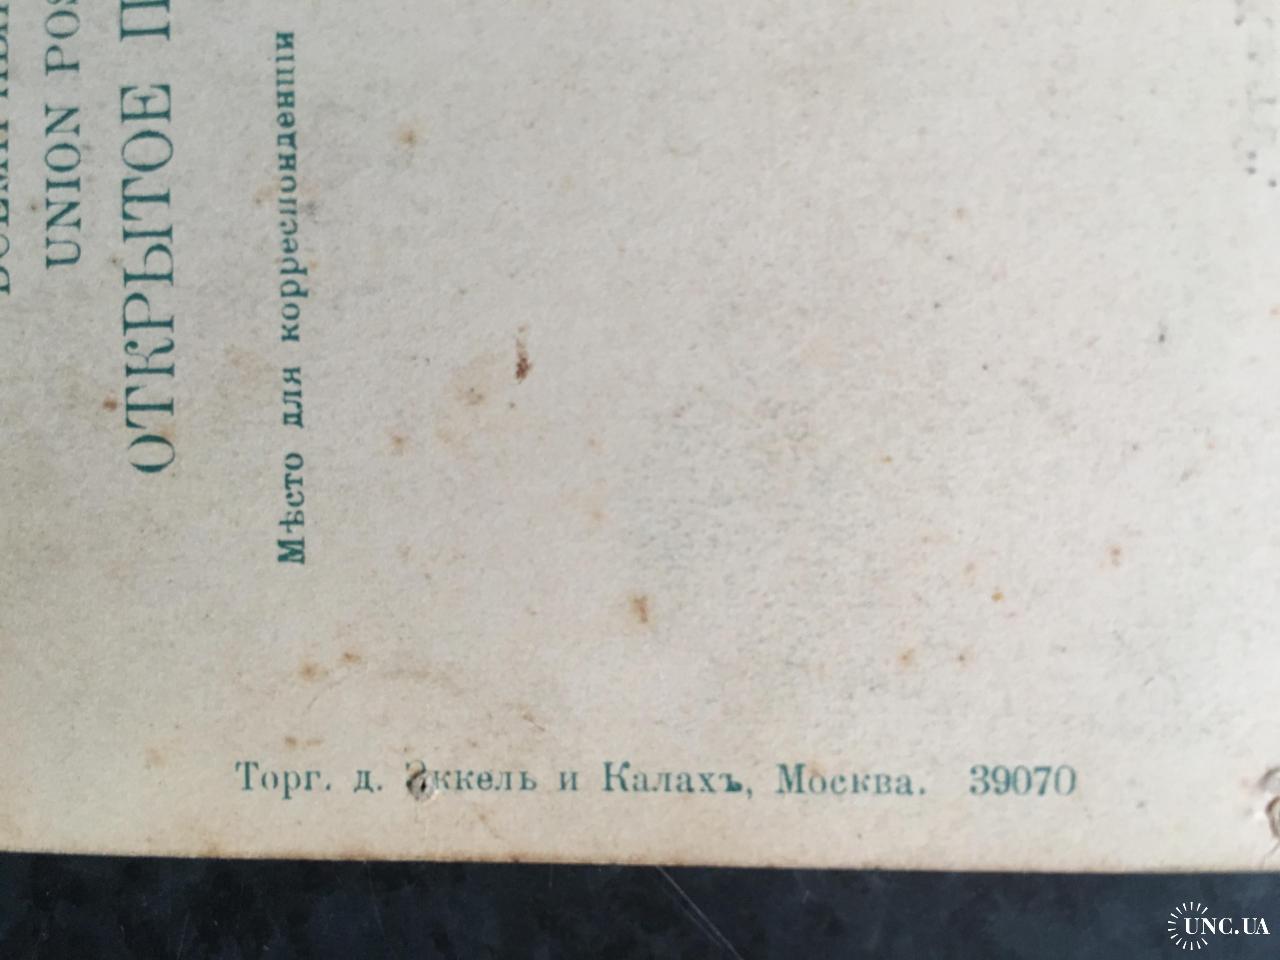 UNION POS
ОТКРЫТОЕ П
Мѣсто для корреспонденціи
Торг. д. Эккель и Калахъ, Москва. 39070
UNC.UA